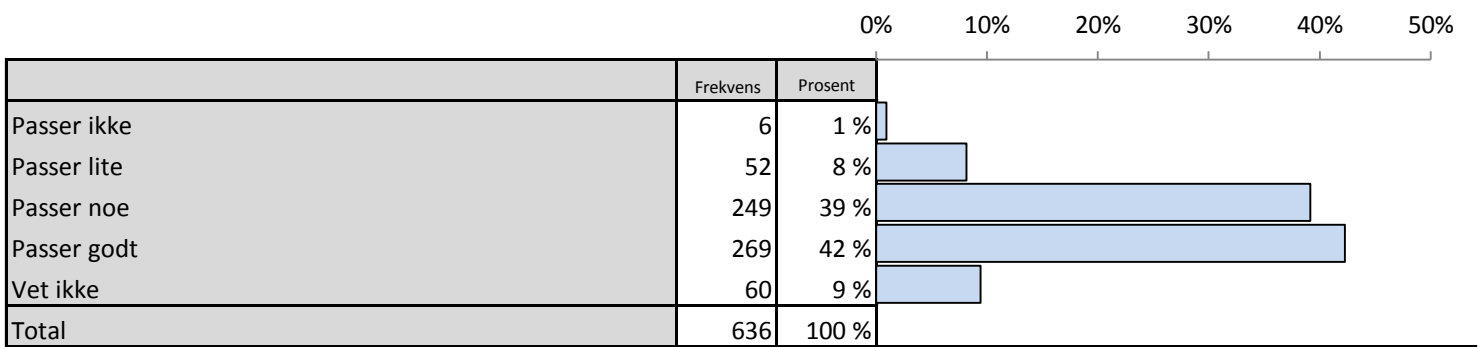 0% 10% 20% 30% 40% 50%
Frekvens Prosent
Passer ikke 6 1 %
Passer lite 52 8 %
Passer noe 249 39 %
Passer godt 269 42 %
Vet ikke 60 9 %
Total 636 100 %